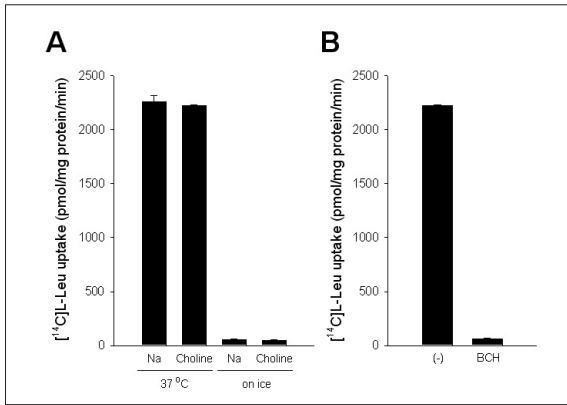 A
[¹⁴C]L-Leu uptake (pmol/mg protein/min)
2500
2000
1500
1000
500
0
Na Choline Na Choline
37 ⁰C on ice
B
[¹⁴C]L-Leu uptake (pmol/mg protein/min)
2500
2000
1500
1000
500
0
(-) BCH